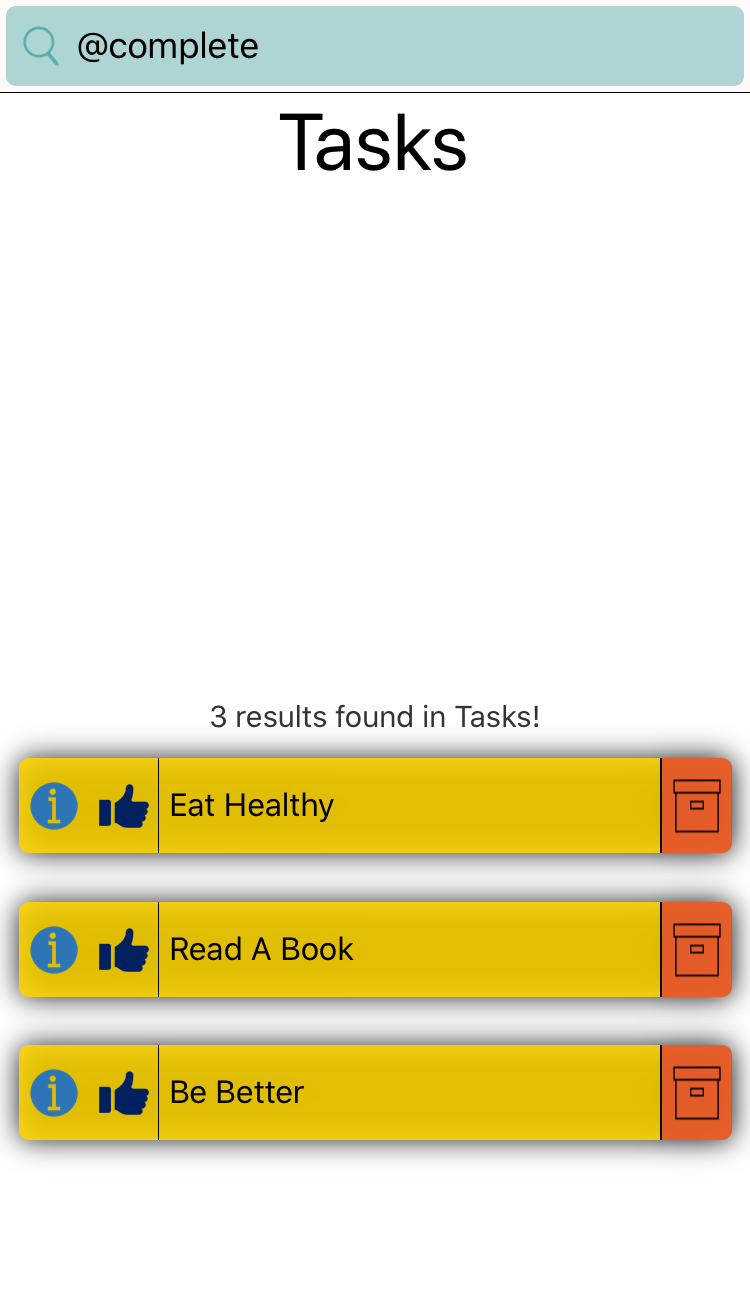 @complete
Tasks
3 results found in Tasks!
Eat Healthy
Read A Book
Be Better